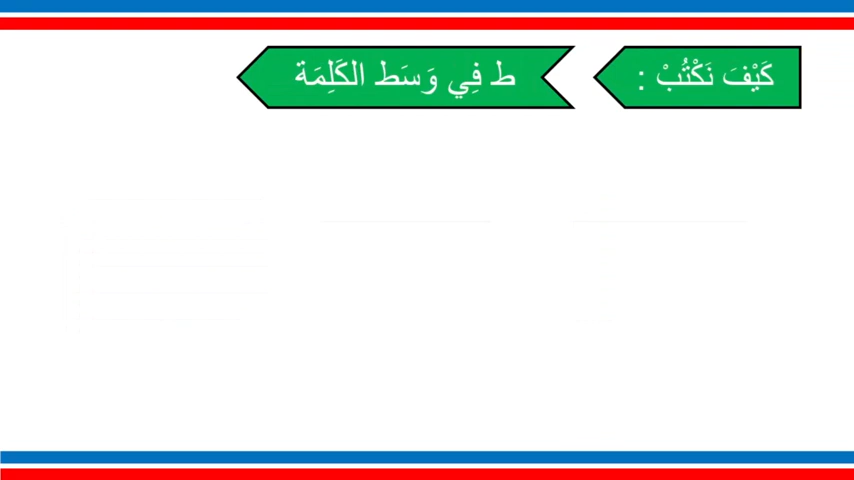 كَيْفَ نَكْتُبْ : ط فِي وَسَط الكَلِمَة